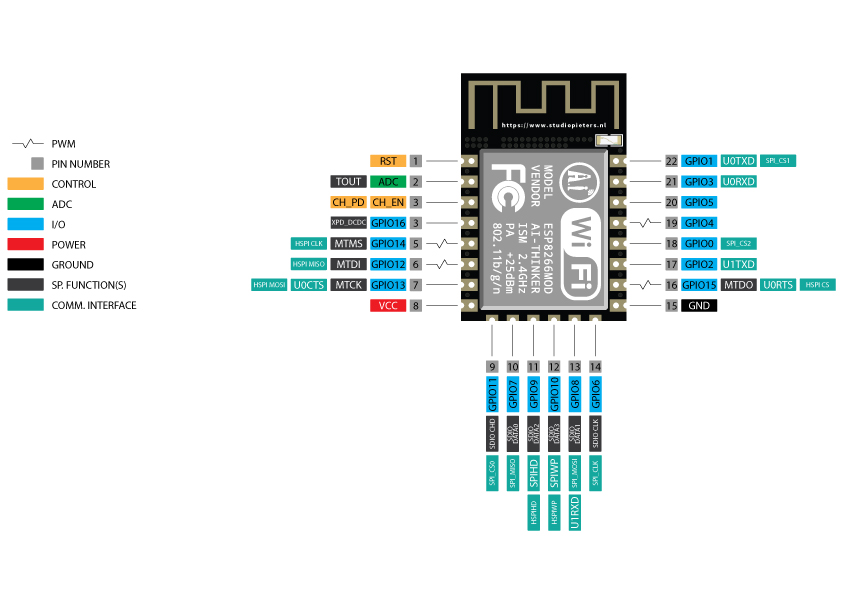 https://www.studiopieters.nl
PWM
PIN NUMBER
CONTROL
ADC
I/O
POWER
GROUND
SP. FUNCTION(S)
COMM. INTERFACE
RST 1
TOUT ADC 2
CH_PD CH_EN 3
XPD_DCDC GPIO16 3
HSPI CLK MTMS GPIO14 5
HSPI MISO MTDI GPIO12 6
HSPI MOSI U0CTS MTCK GPIO13 7
VCC 8
Ai
Wi Fi
FC
MODEL ESP8266MOD
VENDOR AI-THINKER
ISM 2.4GHz
PA +25dBm
802.11b/g/n
22 GPIO1 U0TXD SPI_CS1
21 GPIO3 U0RXD
20 GPIO5
19 GPIO4
18 GPIO0 SPI_CS2
17 GPIO2 U1TXD
16 GPIO15 MTDO U0RTS HSPI CS
15 GND
9 GPIO11 SDIO CHD SPI_CS0
10 GPIO7 SDIO DATA0 SPI_MISO
11 GPIO9 SDIO DATA2 SPIHD HSPIHD
12 GPIO10 SDIO DATA3 SPIWP HSPIWP
13 GPIO8 SDIO DATA1 SPI_MOSI U1RXD
14 GPIO6 SDIO CLK SPI_CLK